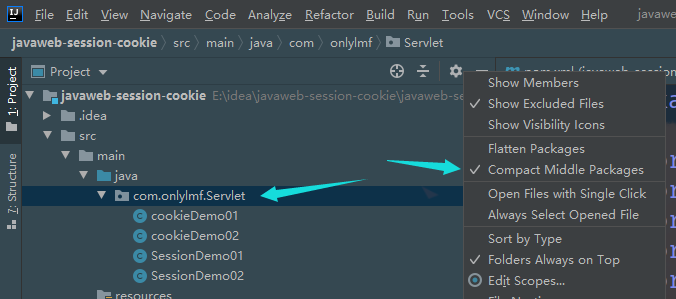 IJ File Edit View Navigate Code Analyze Refactor Build Run Tools VCS Window Help
javaweb-session-cookie src main java com onlylmf Servlet
1: Project
Project
javaweb-session-cookie E:\idea\javaweb-session-cookie\javaweb-se
.idea
src
main
java
com.onlylmf.Servlet
cookieDemo01
cookieDemo02
SessionDemo01
SessionDemo02
resources
7: Structure
Show Members
Show Excluded Files
Show Visibility Icons
Flatten Packages
Compact Middle Packages
Open Files with Single Click
Always Select Opened File
Sort by Type
Folders Always on Top
Edit Scopes...